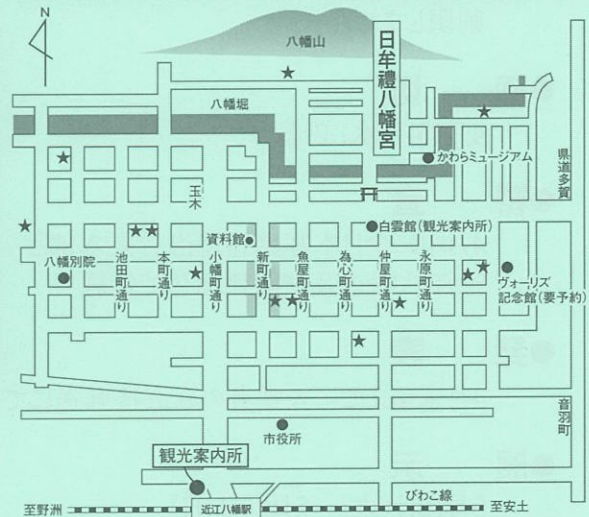 N
八幡山
日牟禮八幡宮
八幡堀
かわらミュージアム
県道多賀
玉木
白雲館(観光案内所)
資料館
八幡別院
池田町通り
本町通り
小幡町通り
新町通り
魚屋町通り
為心町通り
仲屋町通り
永原町通り
ヴォーリズ
記念館(要予約)
音羽町
市役所
観光案内所
びわこ線
至野洲
近江八幡駅
至安土